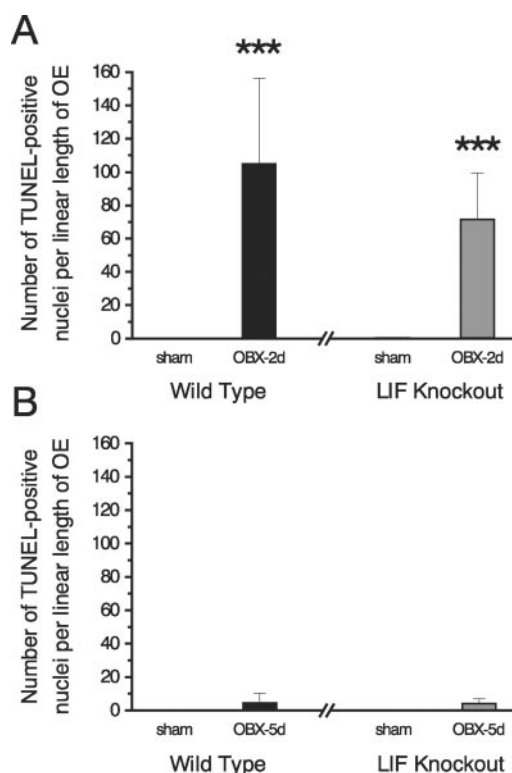 A
Number of TUNEL-positive
nuclei per linear length of OE
160
140
120
100
80
60
40
20
0
***
***
sham
OBX-2d
//
sham
OBX-2d
Wild Type
LIF Knockout
B
Number of TUNEL-positive
nuclei per linear length of OE
160
140
120
100
80
60
40
20
0
sham
OBX-5d
//
sham
OBX-5d
Wild Type
LIF Knockout